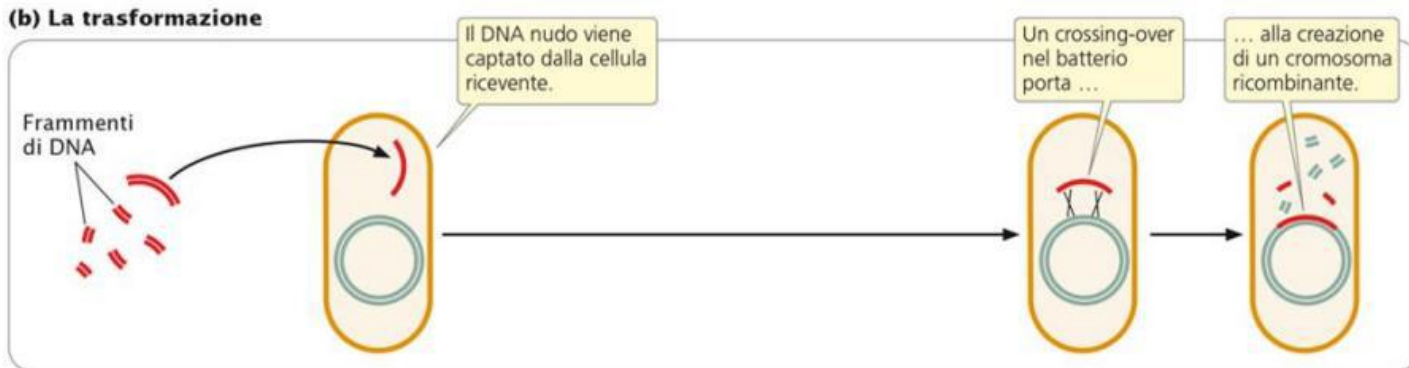 (b) La trasformazione
Il DNA nudo viene
captato dalla cellula
ricevente.
Un crossing-over
nel batterio
porta ...
... alla creazione
di un cromosoma
ricombinante.
Frammenti
di DNA